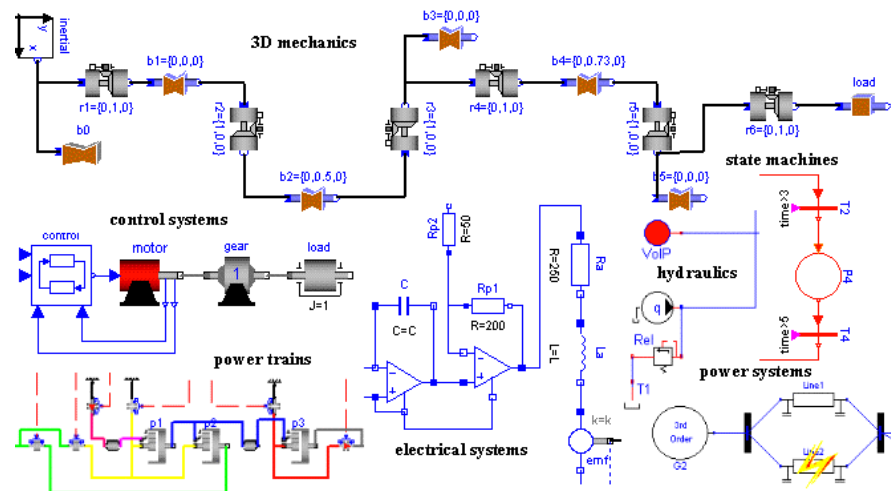 inertial
y
x
3D mechanics
b3={0,0,0}
b1={0,0,0}
b4={0,0.73,0}
load
r1={0,1,0}
r2={1,0,0}
r3={1,0,0}
r4={0,1,0}
r5={1,0,0}
r6={0,1,0}
b0
b2={0,0.5,0}
b5={0,0,0}
state machines
control systems
control
motor
gear
load
1
J=1
Rp2
R=50
C
C=C
Rp1
R=200
R=250
Ra
L=L
La
k=k
emf
electrical systems
VolP
hydraulics
q
Rel
T1
time>3
T2
P4
time>5
T4
power trains
p1
p2
p3
power systems
3rd
Order
G2
Line1
Line2